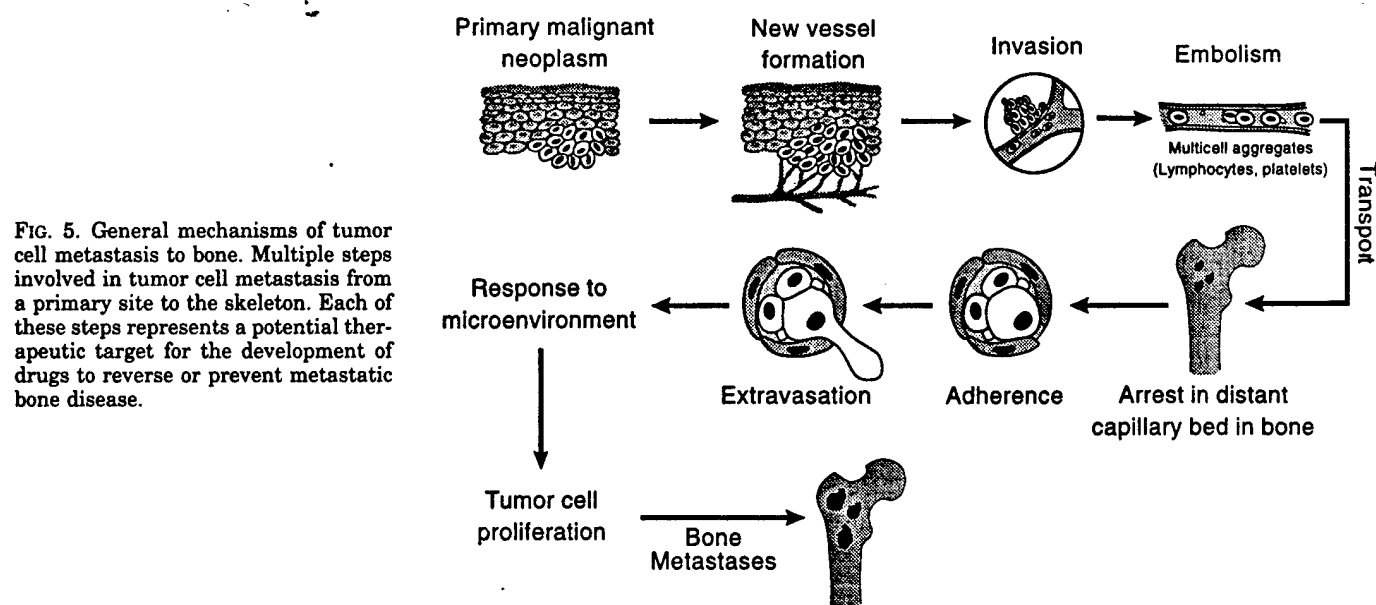 Primary malignant
neoplasm
New vessel
formation
Invasion
Embolism
Multicell aggregates
(Lymphocytes, platelets)
Transport
FIG. 5. General mechanisms of tumor
cell metastasis to bone. Multiple steps
involved in tumor cell metastasis from
a primary site to the skeleton. Each of
these steps represents a potential ther-
apeutic target for the development of
drugs to reverse or prevent metastatic
bone disease.
Arrest in distant
capillary bed in bone
Adherence
Extravasation
Response to
microenvironment
Tumor cell
proliferation
Bone
Metastases